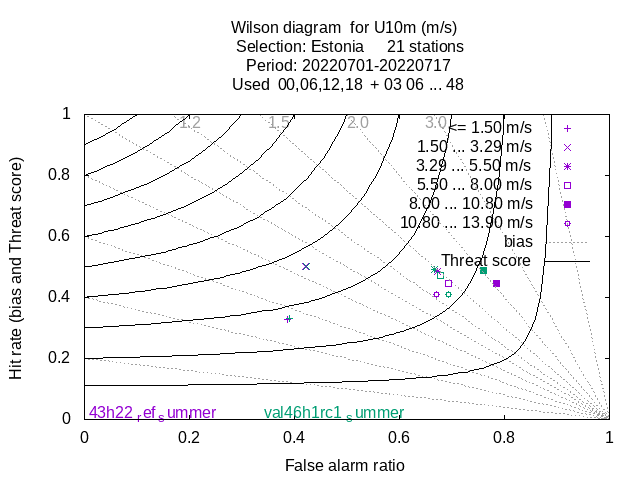 Wilson diagram for U10m (m/s)
Selection: Estonia 21 stations
Period: 20220701-20220717
Used 00,06,12,18 + 03 06 ... 48
Hit rate (bias and Threat score)
1
0.8
0.6
0.4
0.2
0
1.2
1.5
2.0
3.0
<= 1.50 m/s
1.50 ... 3.29 m/s
3.29 ... 5.50 m/s
5.50 ... 8.00 m/s
8.00 ... 10.80 m/s
10.80 ... 13.90 m/s
bias
Threat score
43h22_ref_summer val46h1rc1_summer
0 0.2 0.4 0.6 0.8 1
False alarm ratio